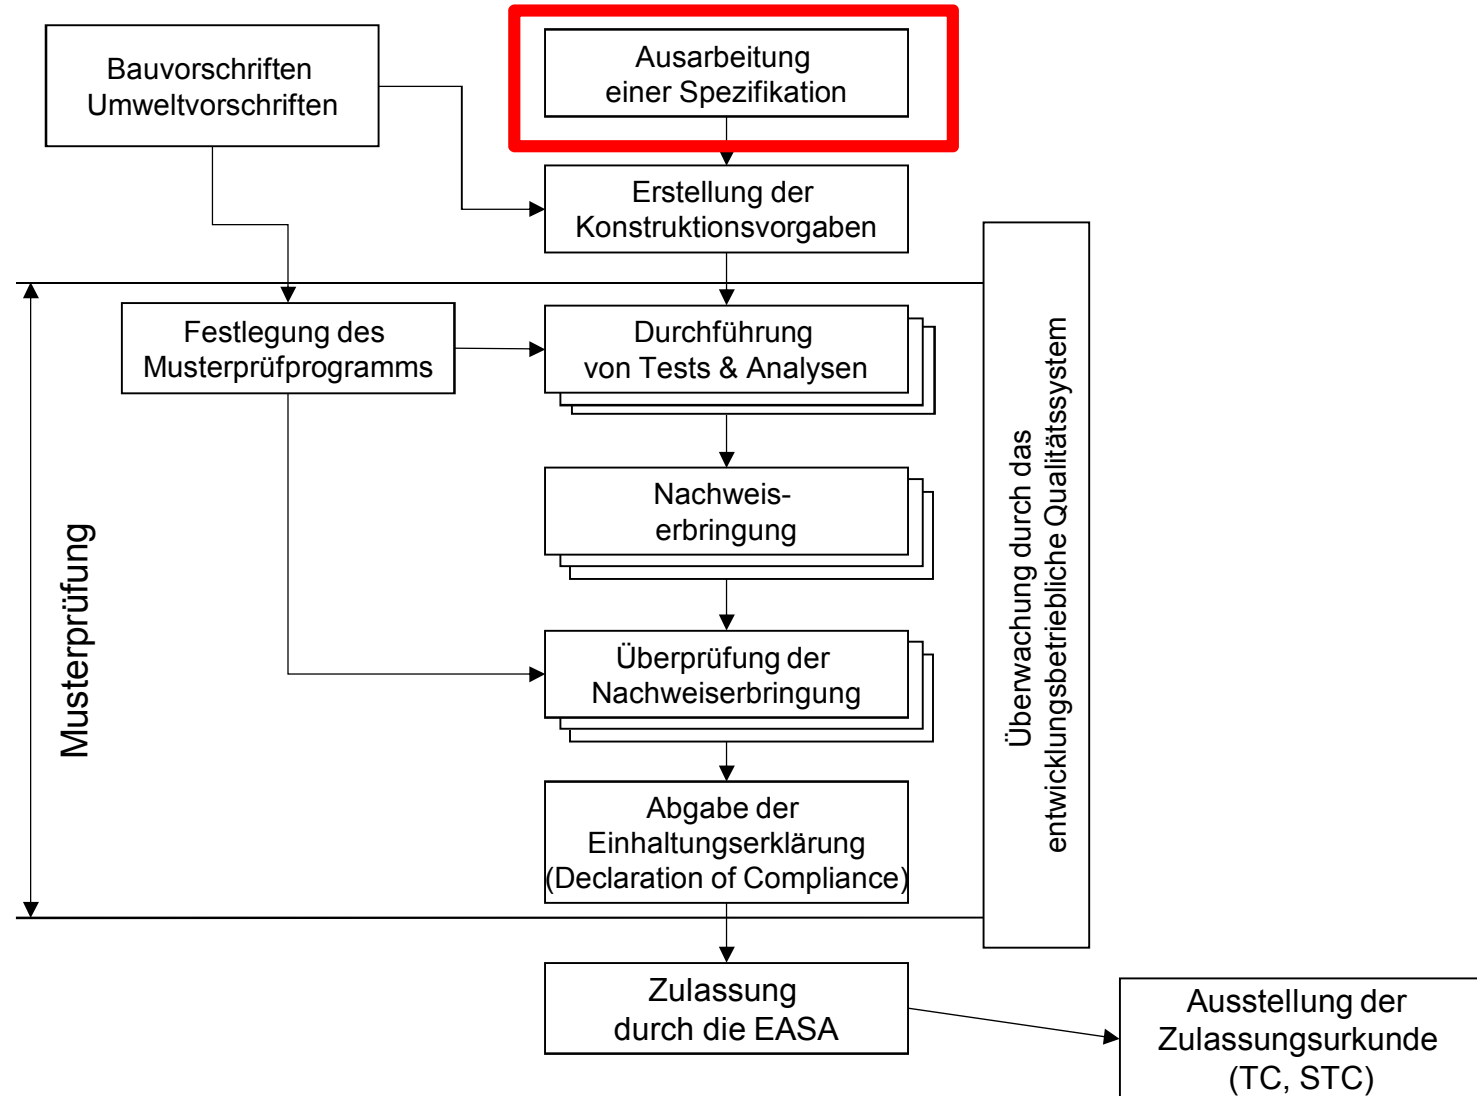 Bauvorschriften
Umweltvorschriften
Ausarbeitung
einer Spezifikation
Erstellung der
Konstruktionsvorgaben
Festlegung des
Musterprüfprogramms
Durchführung
von Tests & Analysen
Nachweis-
erbringung
Überprüfung der
Nachweiserbringung
Abgabe der
Einhaltungserklärung
(Declaration of Compliance)
Zulassung
durch die EASA
Ausstellung der
Zulassungsurkunde
(TC, STC)
Musterprüfung
Überwachung durch das
entwicklungsbetriebliche Qualitätssystem